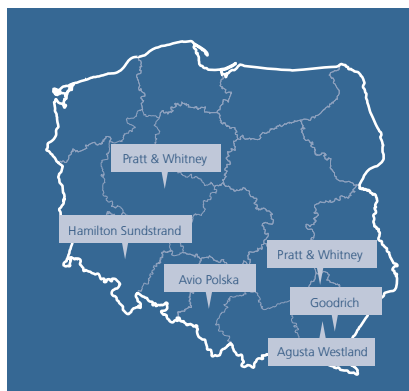 Pratt & Whitney
Hamilton Sundstrand
Pratt & Whitney
Avio Polska
Goodrich
Agusta Westland